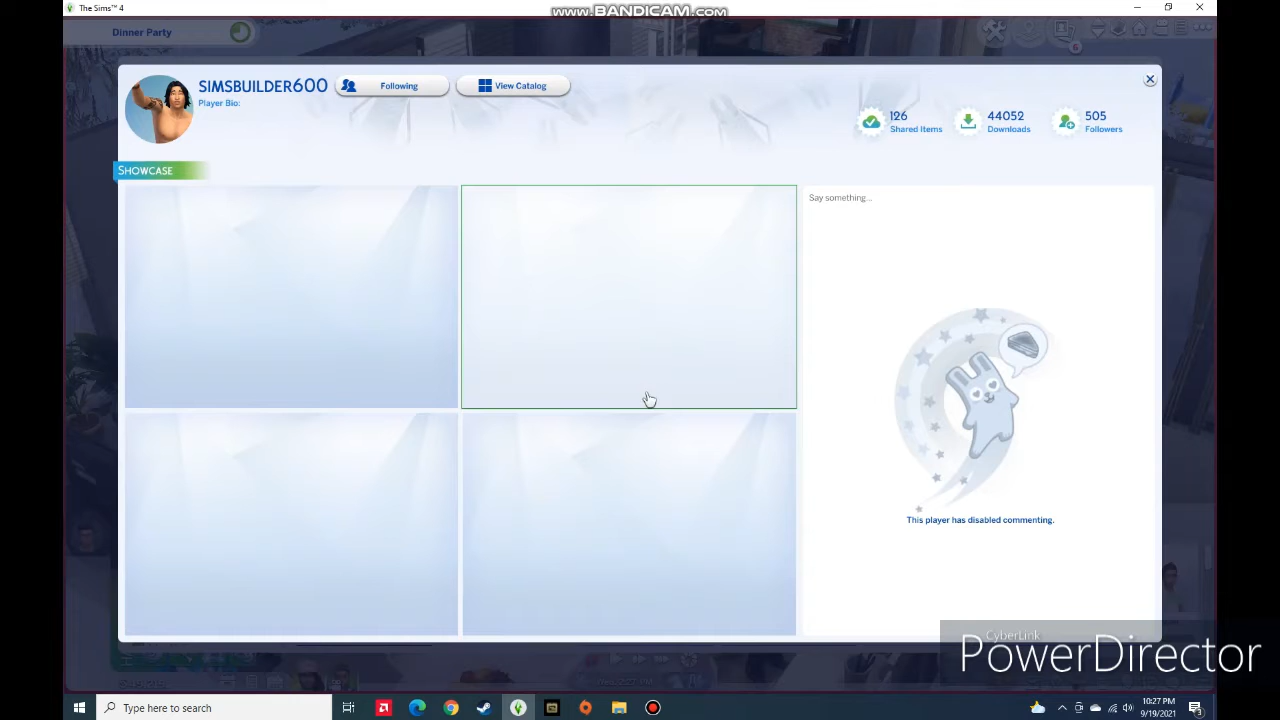 The Sims™ 4
www.BANDICAM.com
Dinner Party
6
SIMSBUILDER600
Following
View Catalog
Player Bio:
126
Shared Items
44052
Downloads
505
Followers
SHOWCASE
Say something...
This player has disabled commenting.
CyberLink
PowerDirector
Type here to search
10:27 PM
9/19/2021